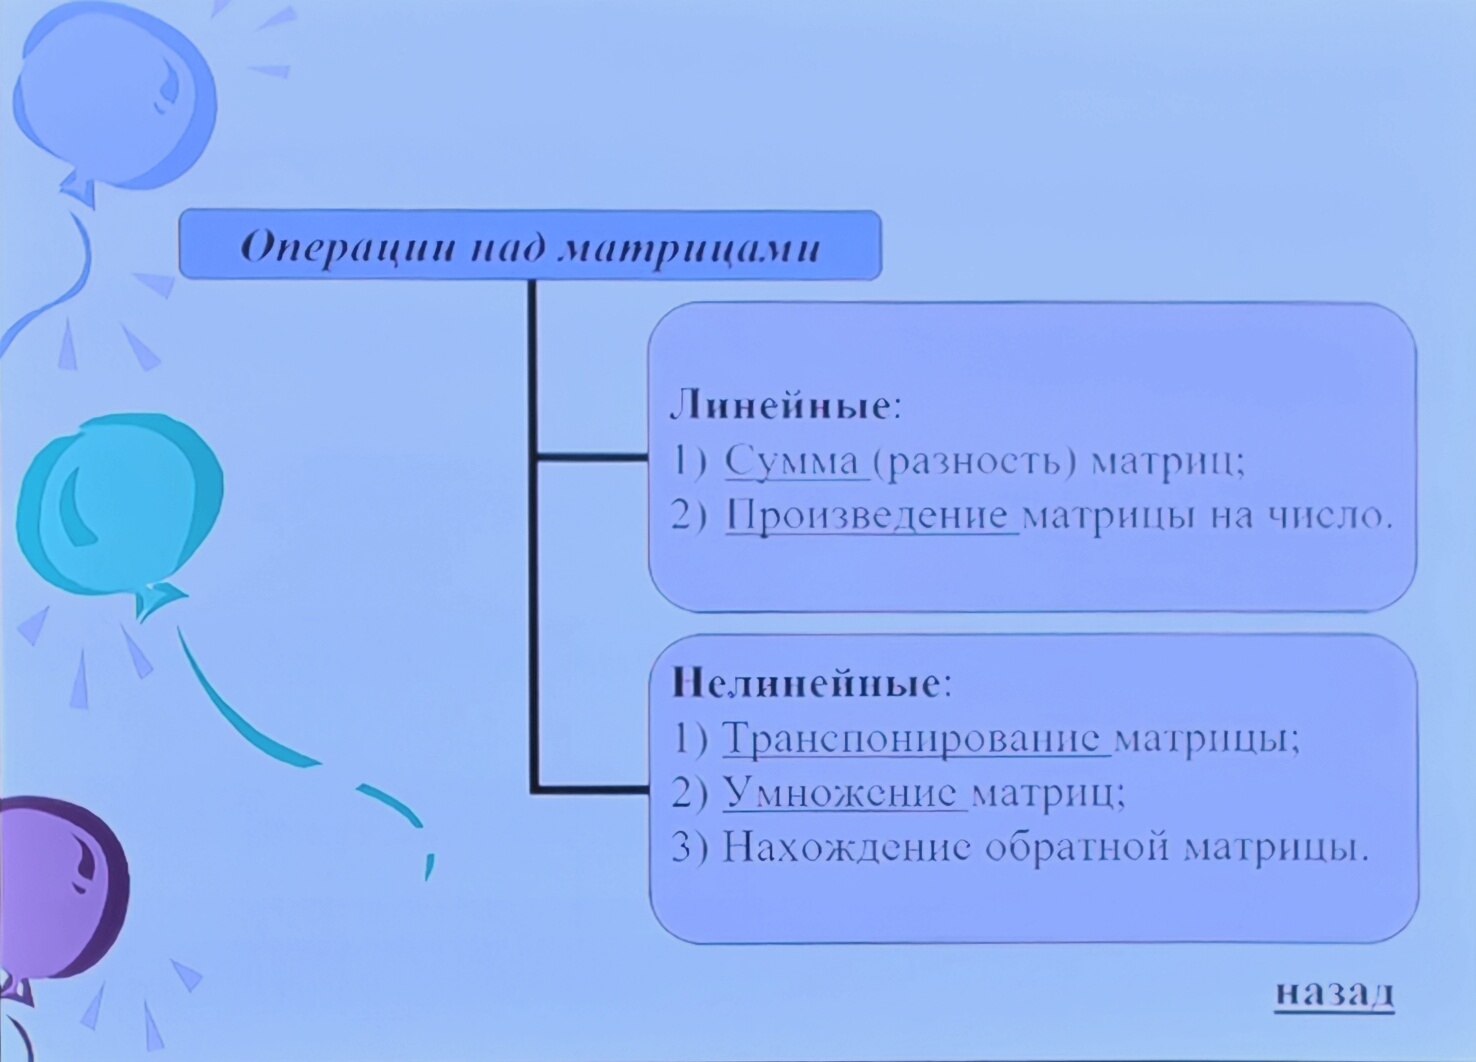 Операции над матрицами
Линейные:
1) Сумма (разность) матриц;
2) Произведение матрицы на число.
Нелинейные:
1) Транспонирование матрицы;
2) Умножение матриц;
3) Нахождение обратной матрицы.
назад